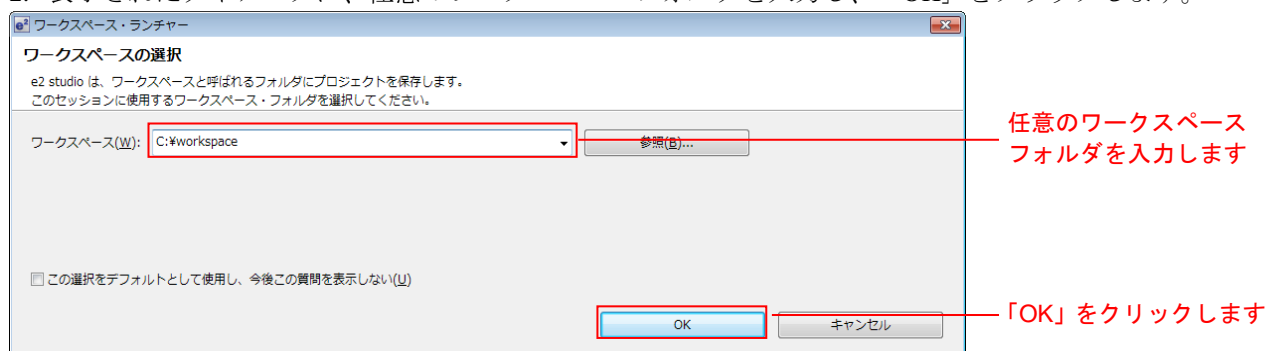 e² ワークスペース・ランチャー
ワークスペースの選択
e2 studio は、ワークスペースと呼ばれるフォルダにプロジェクトを保存します。
このセッションに使用するワークスペース・フォルダを選択してください。
ワークスペース(W): C:¥workspace 参照(B)...
任意のワークスペース
フォルダを入力します
この選択をデフォルトとして使用し、今後この質問を表示しない(U)
OK キャンセル
「OK」をクリックします